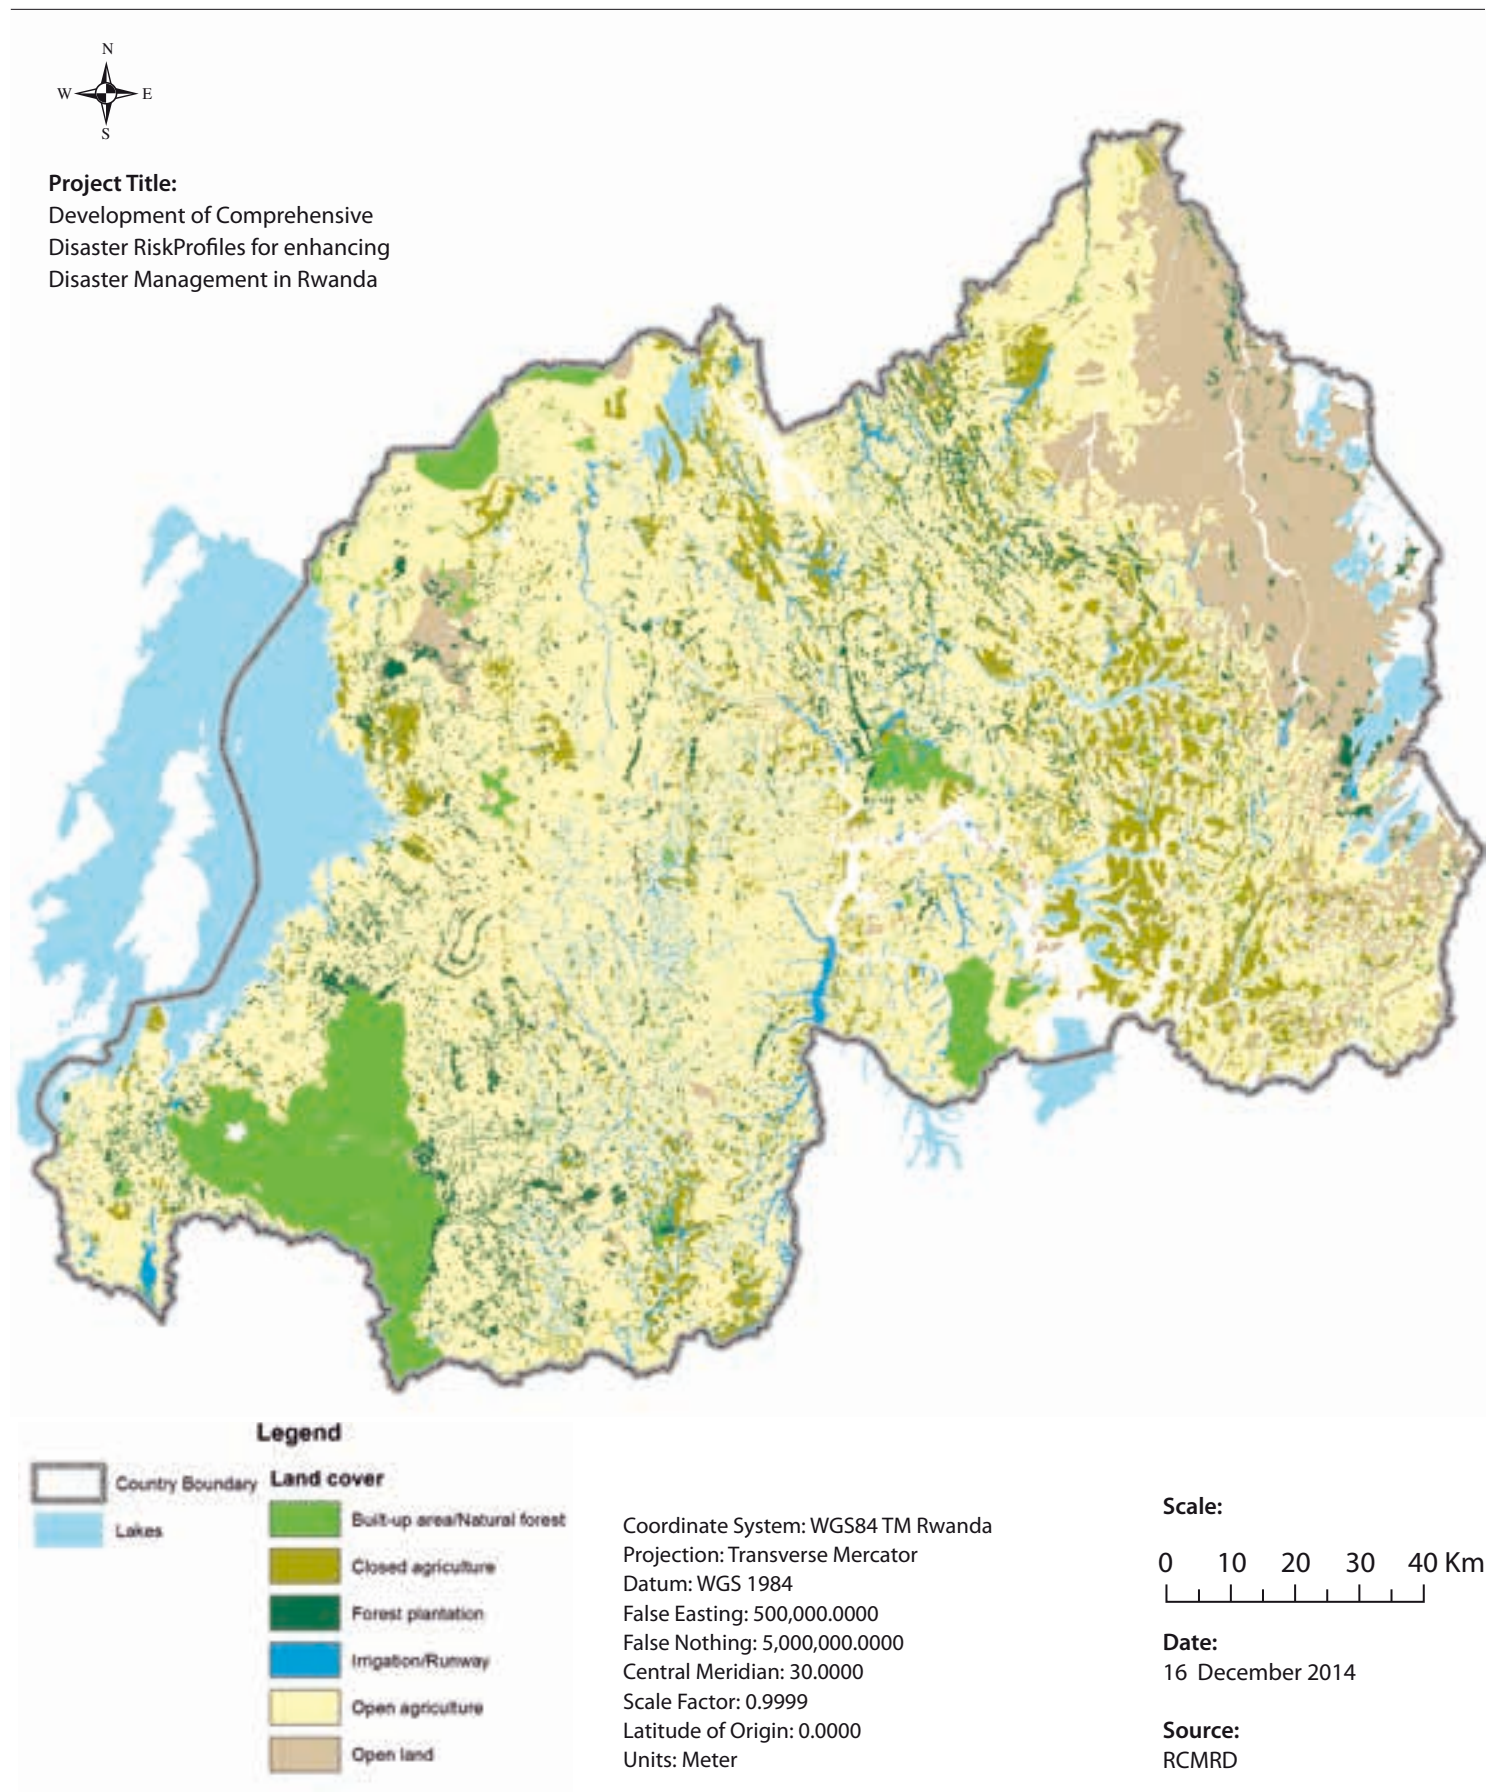 N
W E
S
Project Title:
Development of Comprehensive
Disaster RiskProfiles for enhancing
Disaster Management in Rwanda
Legend
Country Boundary
Lakes
Land cover
Built-up area/Natural forest
Closed agriculture
Forest plantation
Irrigation/Runway
Open agriculture
Open land
Coordinate System: WGS84 TM Rwanda
Projection: Transverse Mercator
Datum: WGS 1984
False Easting: 500,000.0000
False Nothing: 5,000,000.0000
Central Meridian: 30.0000
Scale Factor: 0.9999
Latitude of Origin: 0.0000
Units: Meter
Scale:
0 10 20 30 40 Km
Date:
16 December 2014
Source:
RCMRD